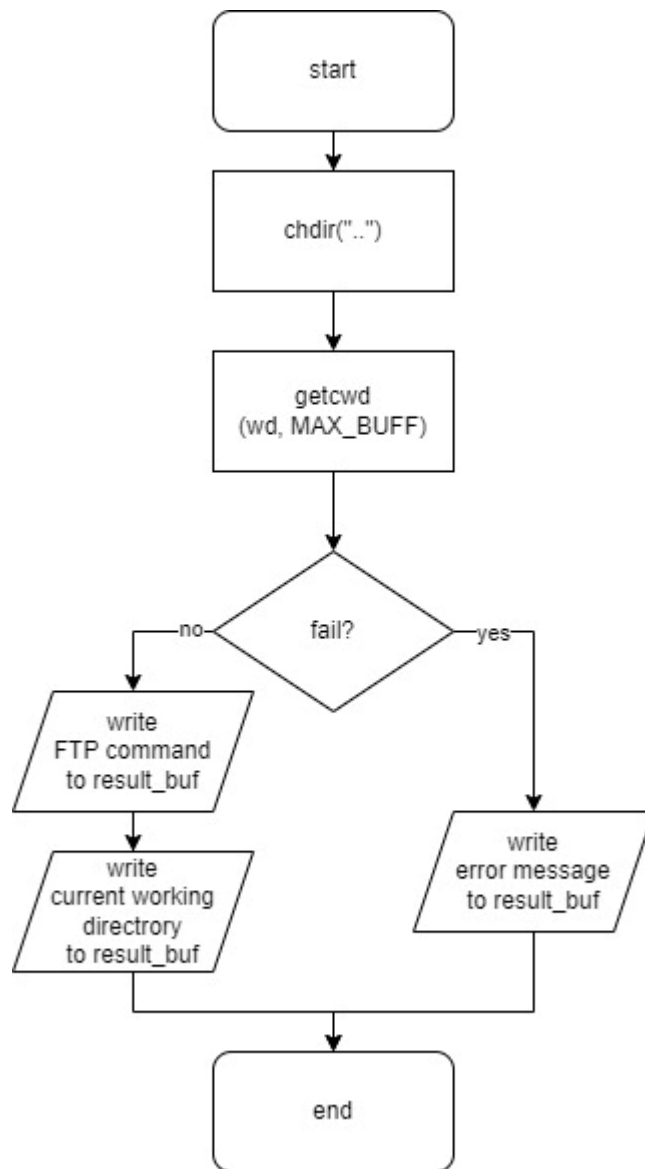 start
chdir("..")
getcwd
(wd, MAX_BUFF)
fail?
no
yes
write
FTP command
to result_buf
write
current working
directrory
to result_buf
write
error message
to result_buf
end